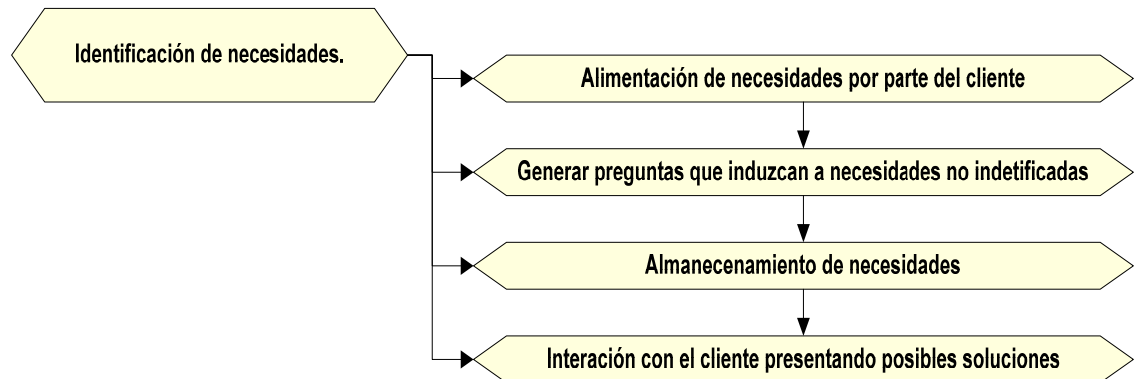 Identificación de necesidades.
Alimentación de necesidades por parte del cliente
Generar preguntas que induzcan a necesidades no indetificadas
Almanecenamiento de necesidades
Interación con el cliente presentando posibles soluciones